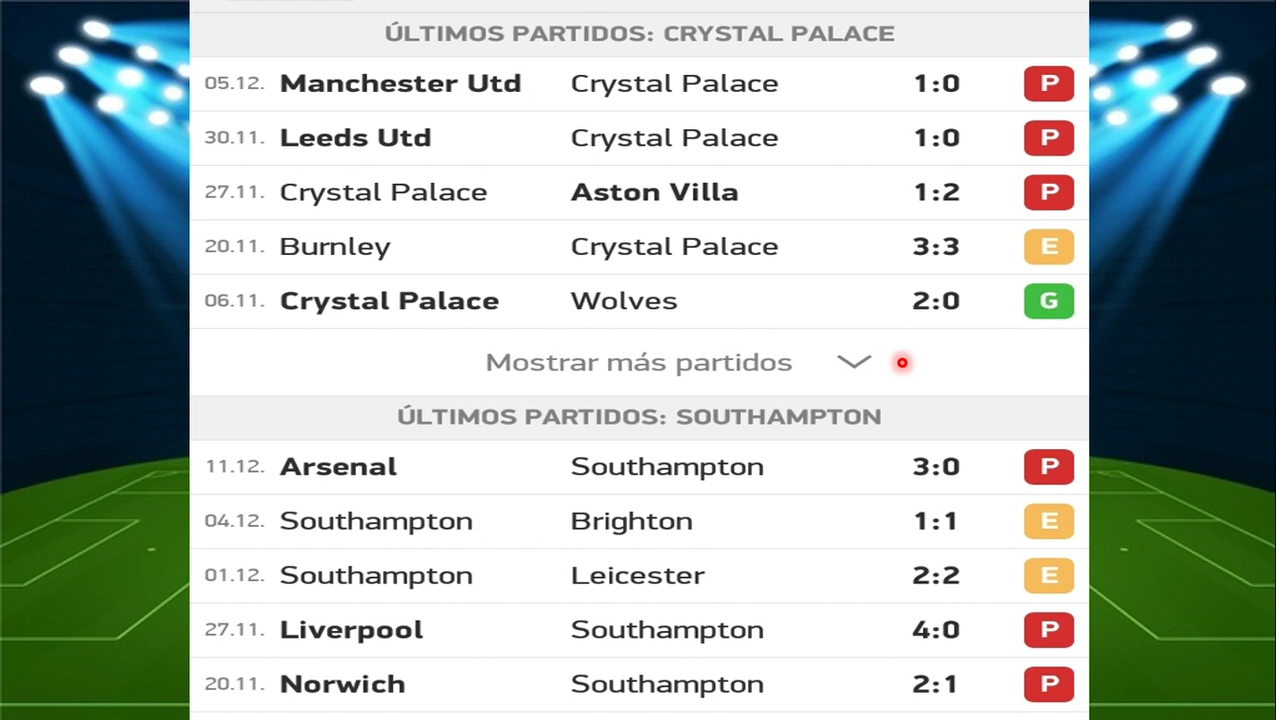 ÚLTIMOS PARTIDOS: CRYSTAL PALACE
05.12. Manchester Utd Crystal Palace 1:0 P
30.11. Leeds Utd Crystal Palace 1:0 P
27.11. Crystal Palace Aston Villa 1:2 P
20.11. Burnley Crystal Palace 3:3 E
06.11. Crystal Palace Wolves 2:0 G
Mostrar más partidos
ÚLTIMOS PARTIDOS: SOUTHAMPTON
11.12. Arsenal Southampton 3:0 P
04.12. Southampton Brighton 1:1 E
01.12. Southampton Leicester 2:2 E
27.11. Liverpool Southampton 4:0 P
20.11. Norwich Southampton 2:1 P